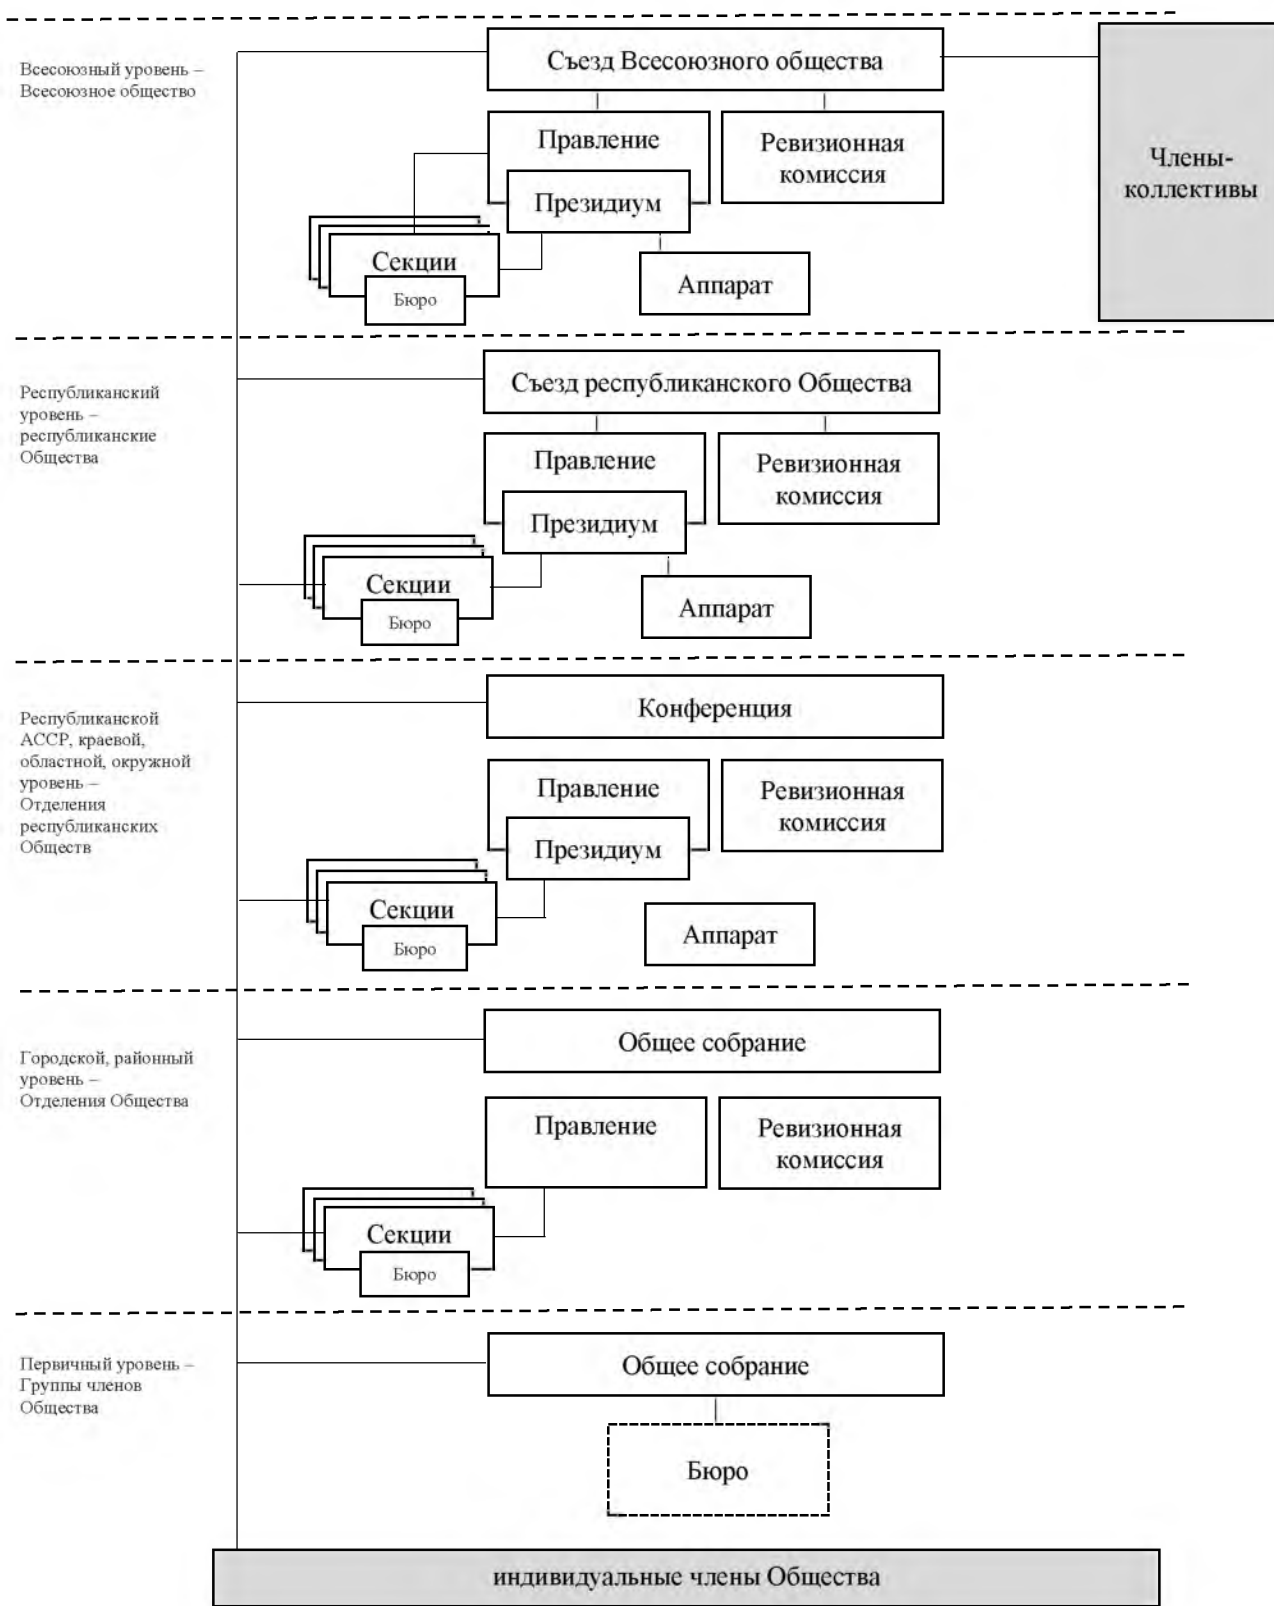 Всесоюзный уровень –
Всесоюзное общество
Съезд Всесоюзного общества
Правление
Ревизионная
комиссия
Президиум
Секции
Бюро
Аппарат
Члены-
коллективы
Республиканский
уровень –
республиканские
Общества
Съезд республиканского Общества
Правление
Ревизионная
комиссия
Президиум
Секции
Бюро
Аппарат
Республиканской
АССР, краевой,
областной, окружной
уровень –
Отделения
республиканских
Обществ
Конференция
Правление
Ревизионная
комиссия
Президиум
Секции
Бюро
Аппарат
Городской, районный
уровень –
Отделения Общества
Общее собрание
Правление
Ревизионная
комиссия
Секции
Бюро
Первичный уровень –
Группы членов
Общества
Общее собрание
Бюро
индивидуальные члены Общества